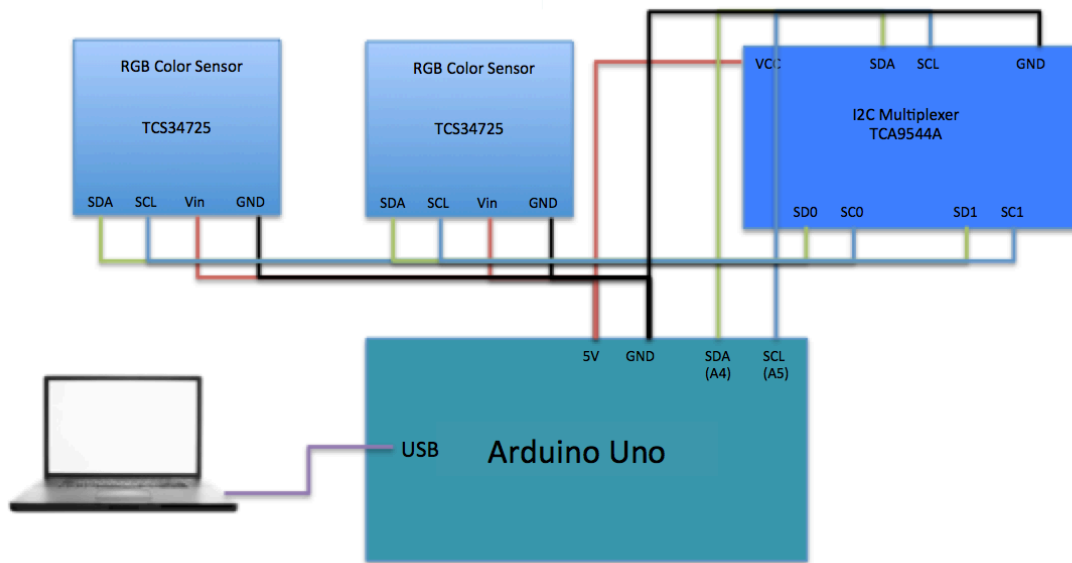 RGB Color Sensor
TCS34725
SDA SCL Vin GND
RGB Color Sensor
TCS34725
SDA SCL Vin GND
VCC SDA SCL GND
I2C Multiplexer
TCA9544A
SD0 SC0 SD1 SC1
5V GND SDA SCL
(A4) (A5)
USB Arduino Uno